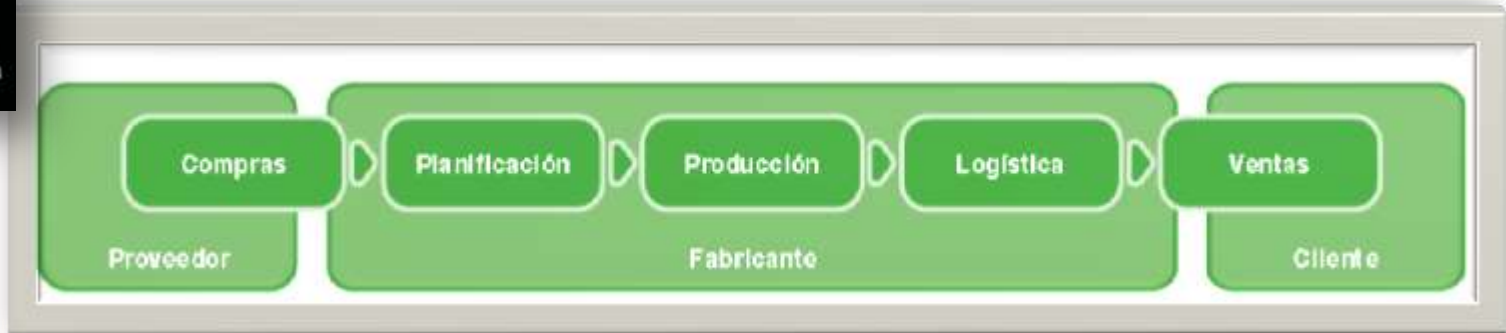 Compras Planificación Producción Logística Ventas
Proveedor Fabricante Cliente